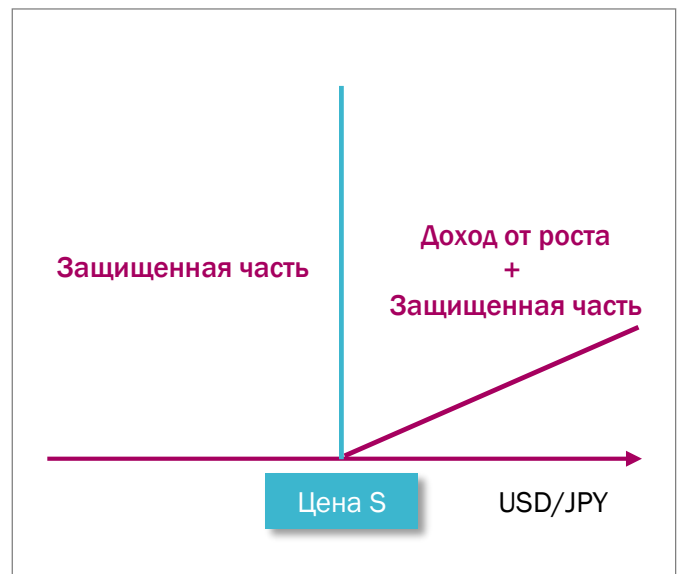 Защищенная часть
Доход от роста
+
Защищенная часть
Цена S
USD/JPY